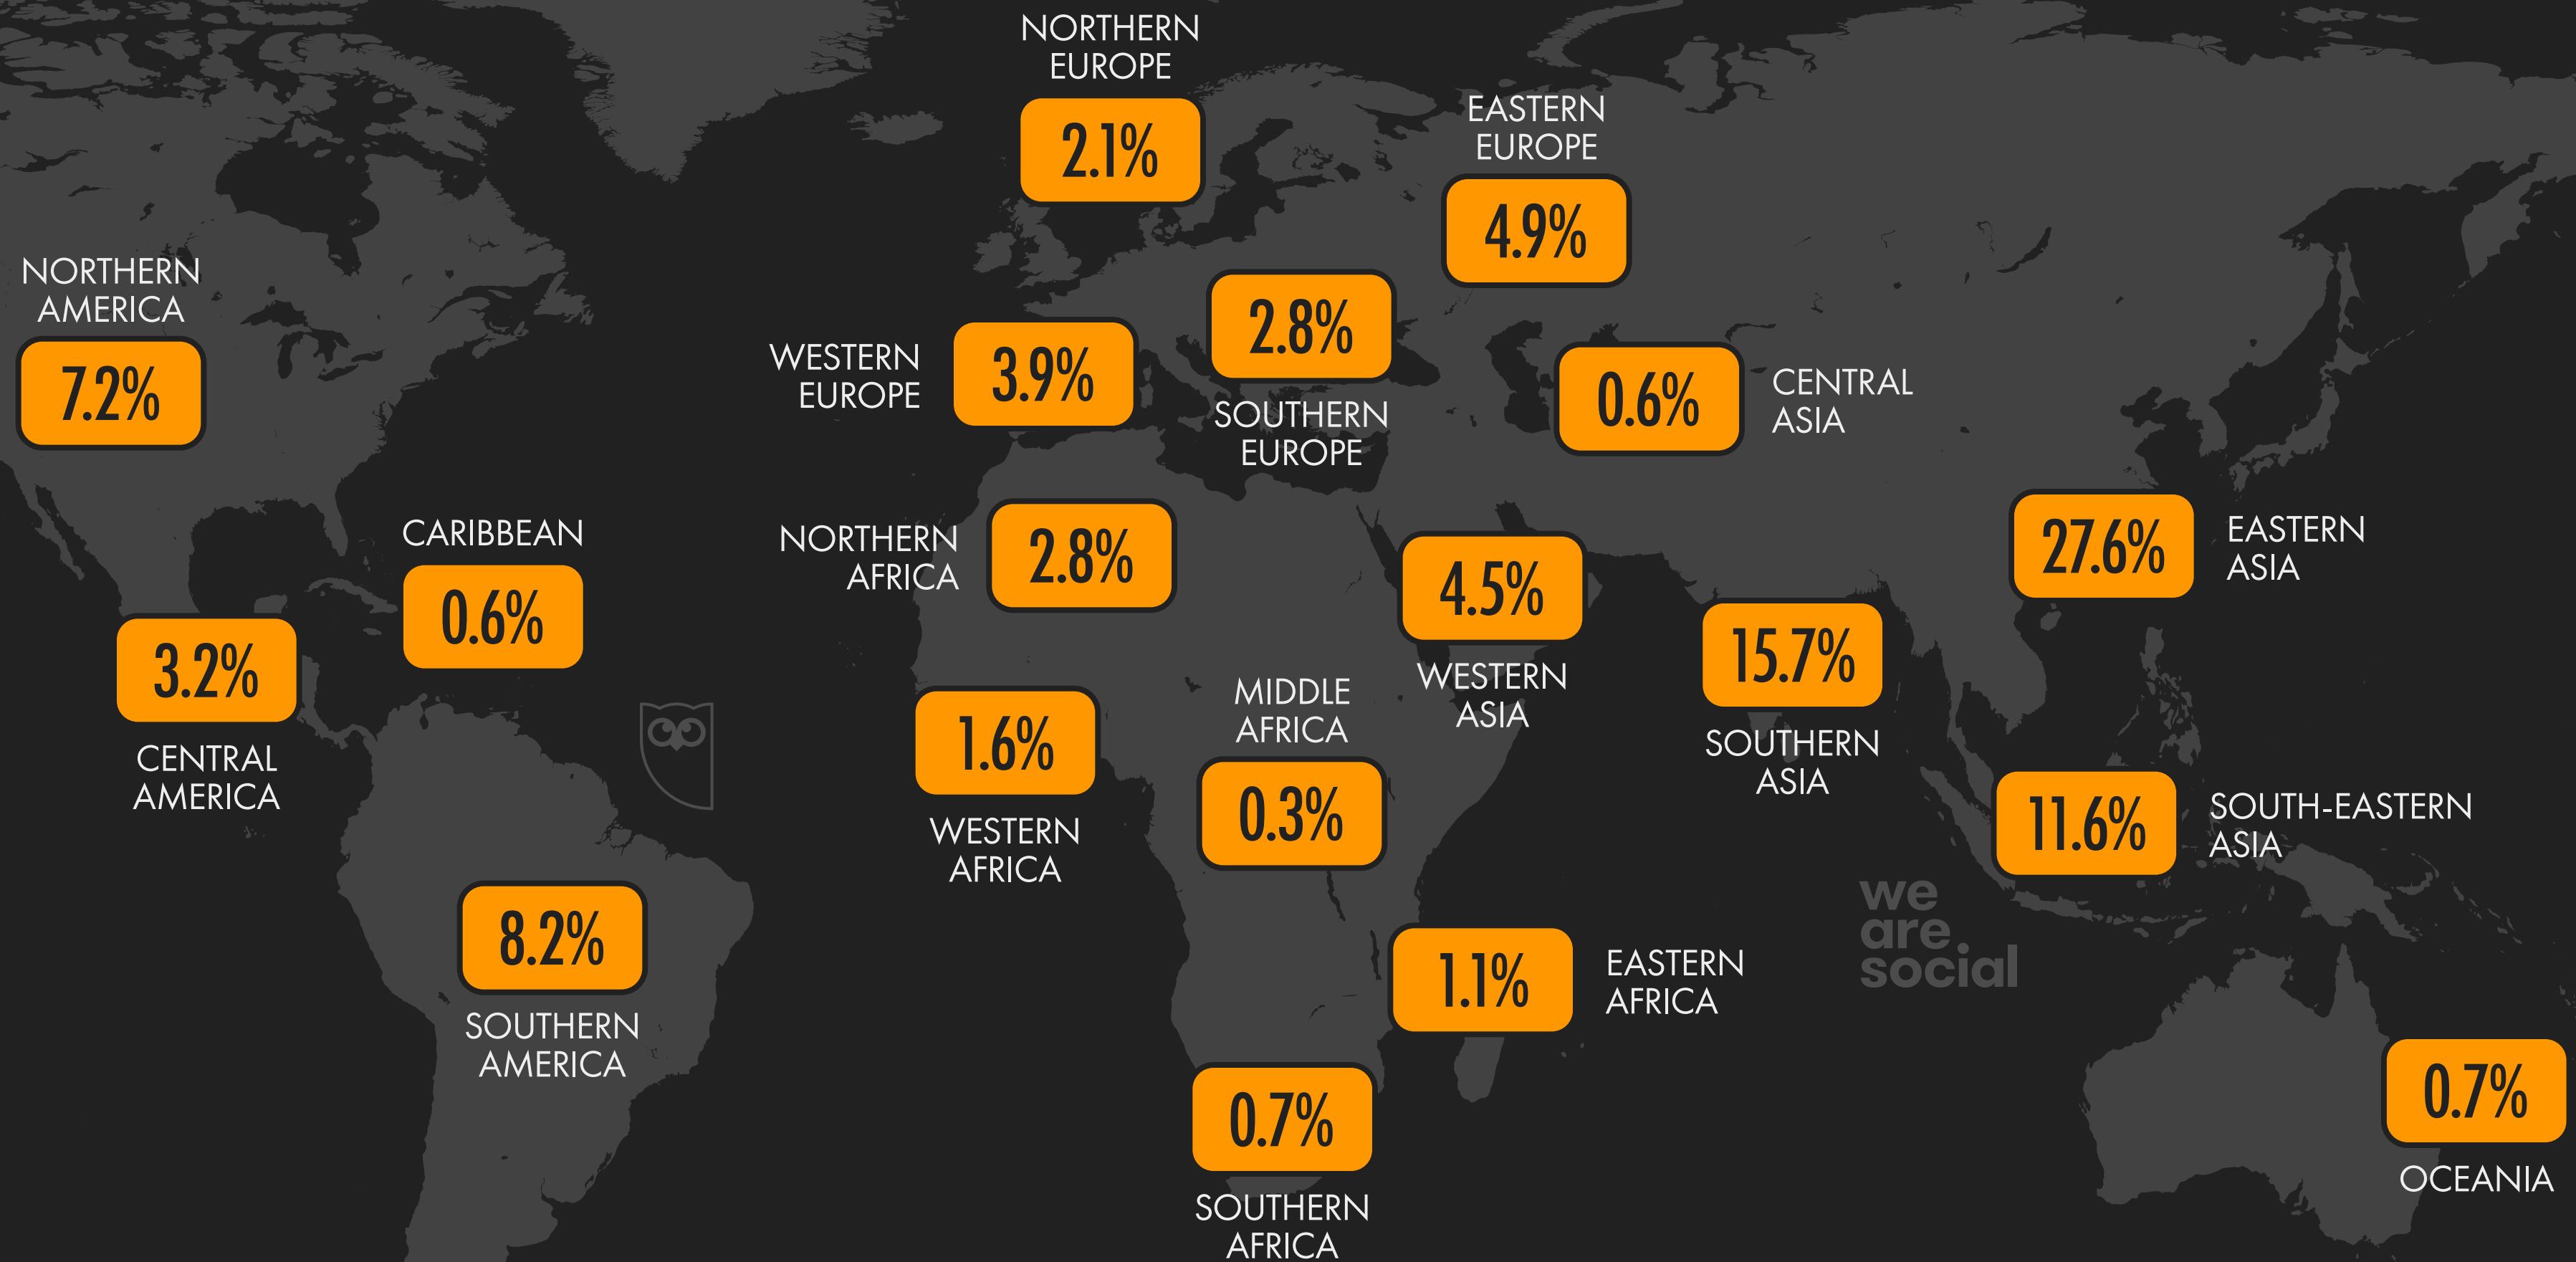 NORTHERN
EUROPE
2.1%
EASTERN
EUROPE
4.9%
NORTHERN
AMERICA
7.2%
WESTERN
EUROPE
3.9%
2.8%
SOUTHERN
EUROPE
0.6%
CENTRAL
ASIA
CARIBBEAN
0.6%
NORTHERN
AFRICA
2.8%
4.5%
WESTERN
ASIA
27.6%
EASTERN
ASIA
3.2%
CENTRAL
AMERICA
15.7%
SOUTHERN
ASIA
1.6%
WESTERN
AFRICA
MIDDLE
AFRICA
0.3%
11.6%
SOUTH-EASTERN
ASIA
8.2%
SOUTHERN
AMERICA
1.1%
EASTERN
AFRICA
we
are
social
0.7%
SOUTHERN
AFRICA
0.7%
OCEANIA